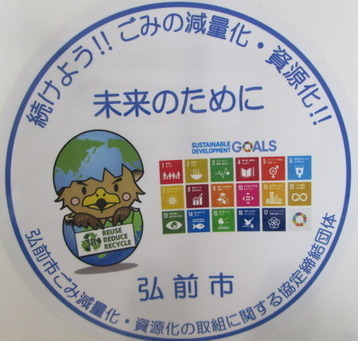 続けよう!!ごみの減量化・資源化!!
未来のために
SUSTAINABLE
DEVELOPMENT GOALS
REUSE
REDUCE
RECYCLE
弘前市
弘前市ごみ減量化・資源化の取組に関する協定締結団体